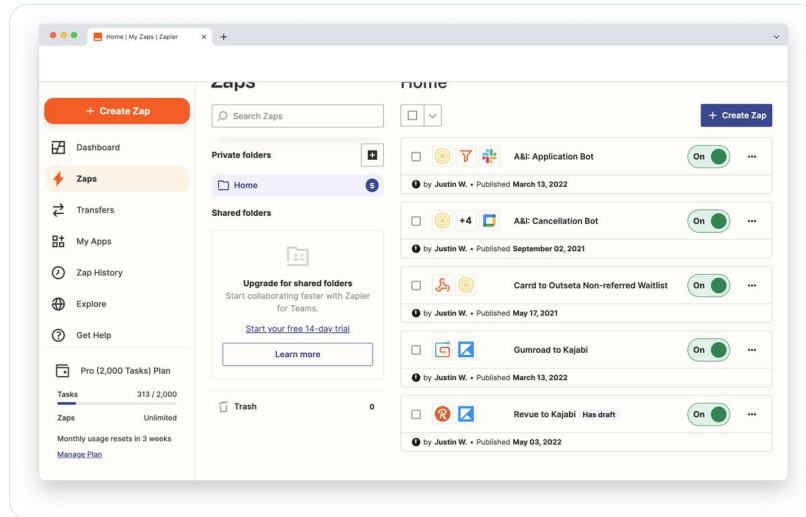 Home | My Zaps | Zapier
Zaps
Home
+ Create Zap
Search Zaps
+ Create Zap
Dashboard
Zaps
Transfers
My Apps
Zap History
Explore
Get Help
Pro (2,000 Tasks) Plan
Tasks 313 / 2,000
Zaps Unlimited
Monthly usage resets in 3 weeks
Manage Plan
Private folders
Home 5
Shared folders
Upgrade for shared folders
Start collaborating faster with Zapier
for Teams.
Start your free 14-day trial
Learn more
Trash 0
A&I: Application Bot On
by Justin W. • Published March 13, 2022
+4 A&I: Cancellation Bot On
by Justin W. • Published September 02, 2021
Carrd to Outseta Non-referred Waitlist On
by Justin W. • Published May 17, 2021
Gumroad to Kajabi On
by Justin W. • Published March 13, 2022
Revue to Kajabi Has draft On
by Justin W. • Published May 03, 2022